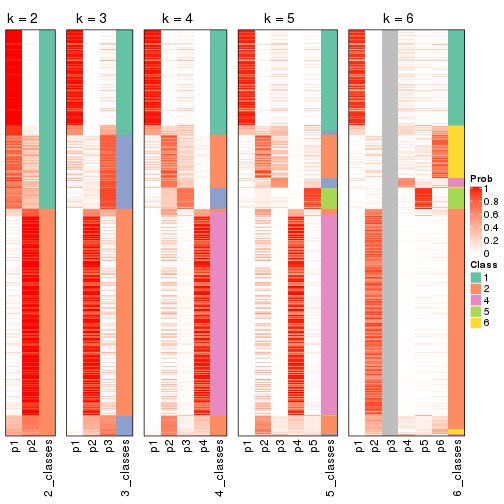 k = 2
k = 3
k = 4
k = 5
k = 6
Prob
1
0.8
0.6
0.4
0.2
0
Class
1
2
4
5
6
p1
p2
2_classes
p1
p2
p3
3_classes
p1
p2
p3
p4
4_classes
p1
p2
p3
p4
p5
5_classes
p1
p2
p3
p4
p5
p6
6_classes